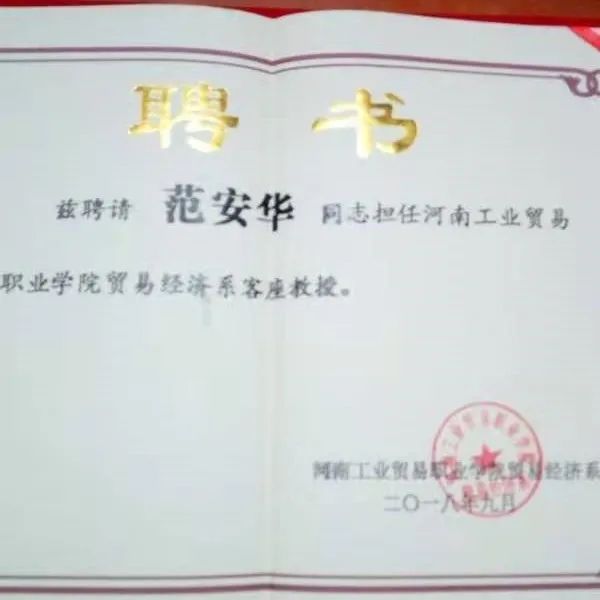 聘书
兹聘请 范安华 同志担任河南工业贸易
职业学院贸易经济系客座教授。
河南工业贸易职业学院贸易经济系
二〇一八年九月